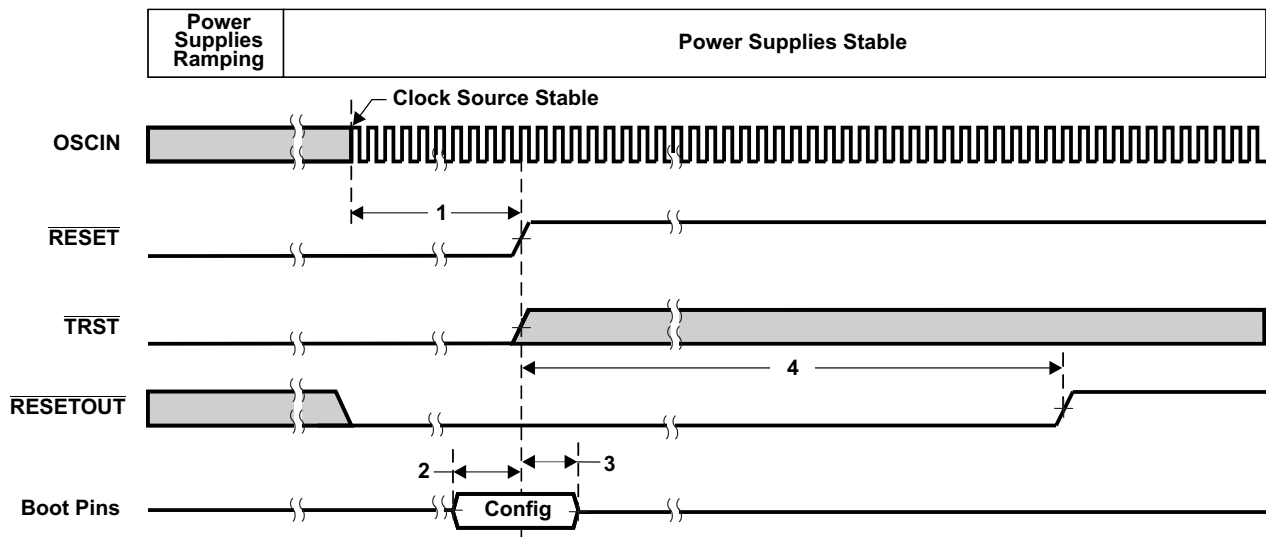 Power
Supplies
Ramping
Power Supplies Stable
Clock Source Stable
OSCIN
1
RESET
TRST
4
RESETOUT
2
3
Boot Pins
Config